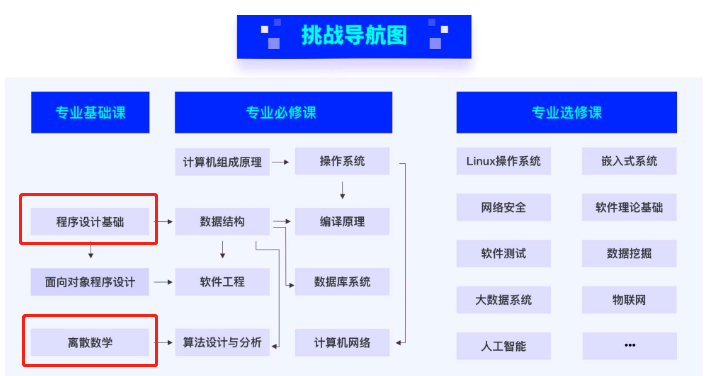 挑战导航图
专业基础课 专业必修课 专业选修课
计算机组成原理 操作系统 Linux操作系统 嵌入式系统
程序设计基础 数据结构 编译原理 网络安全 软件理论基础
面向对象程序设计 软件工程 数据库系统 软件测试 数据挖掘
大数据系统 物联网
离散数学 算法设计与分析 计算机网络 人工智能 •••